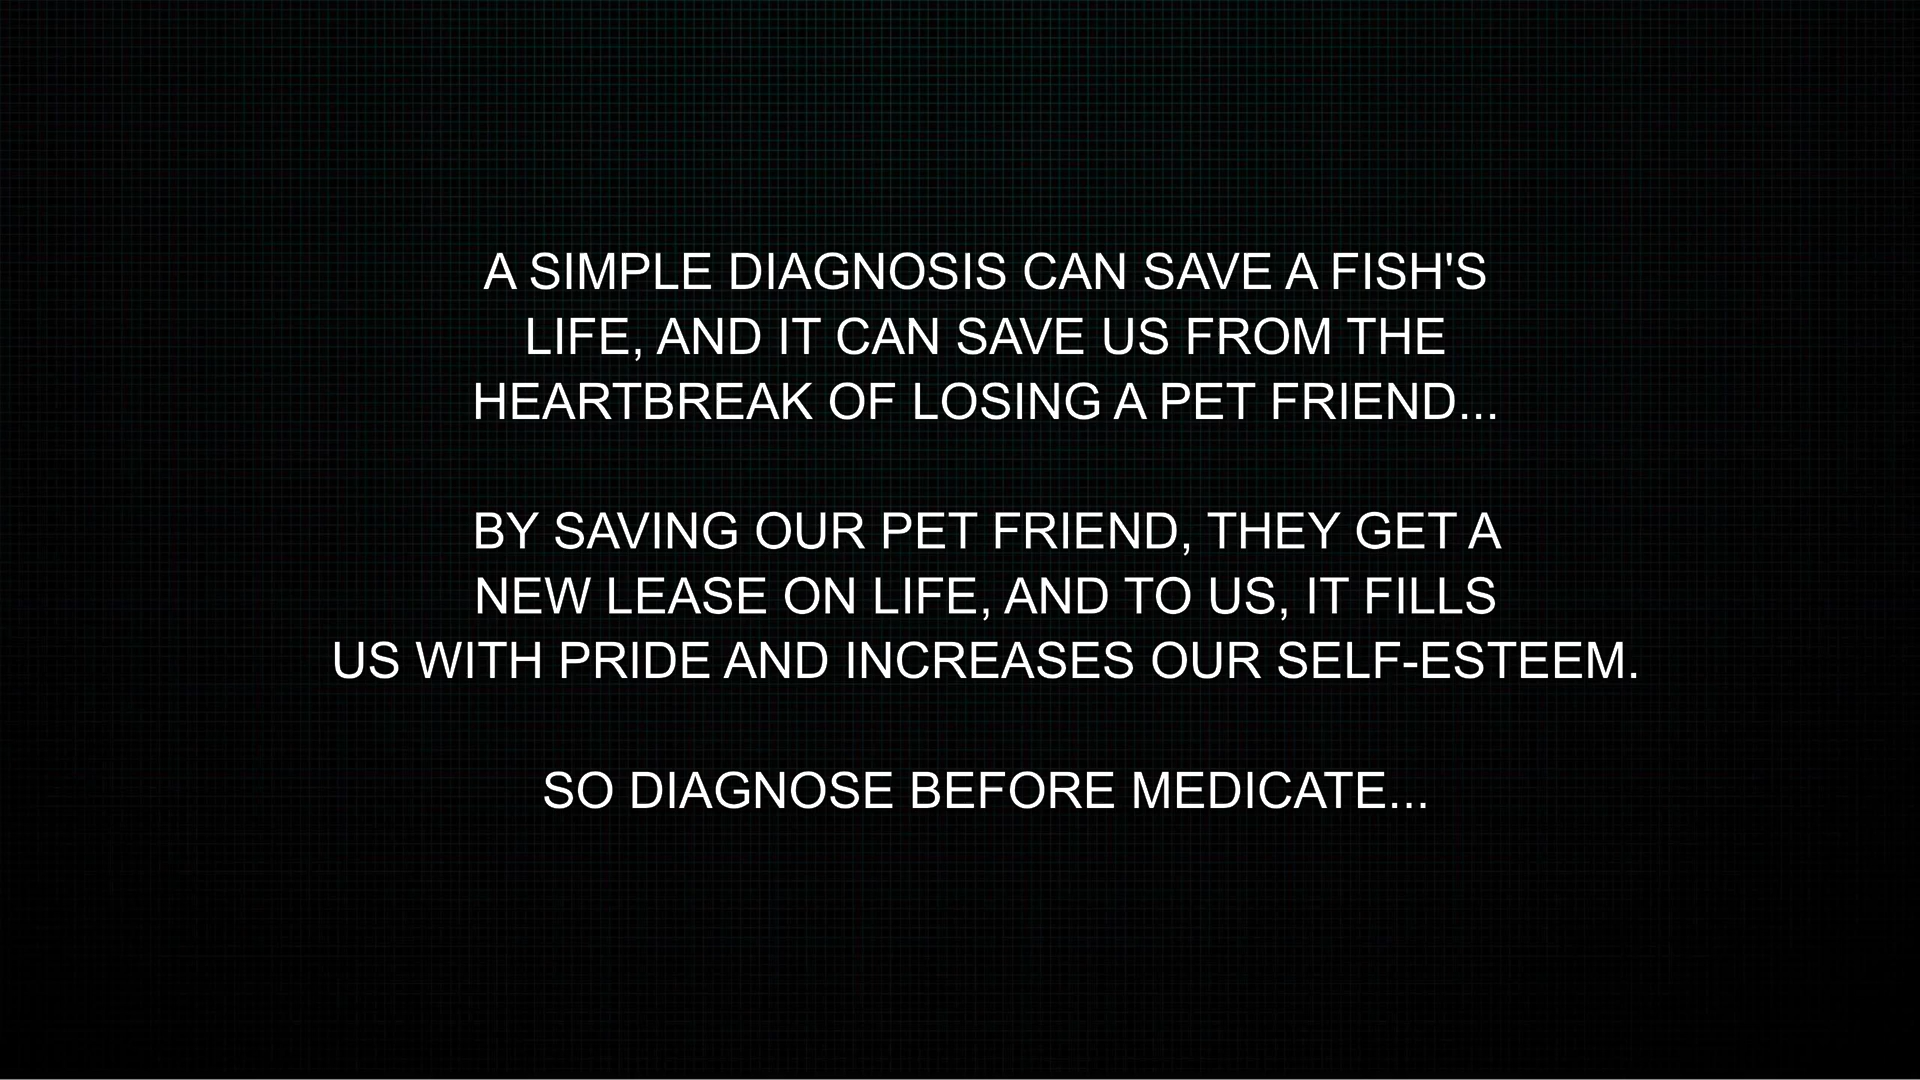 A SIMPLE DIAGNOSIS CAN SAVE A FISH'S
LIFE, AND IT CAN SAVE US FROM THE
HEARTBREAK OF LOSING A PET FRIEND...
BY SAVING OUR PET FRIEND, THEY GET A
NEW LEASE ON LIFE, AND TO US, IT FILLS
US WITH PRIDE AND INCREASES OUR SELF-ESTEEM.
SO DIAGNOSE BEFORE MEDICATE...